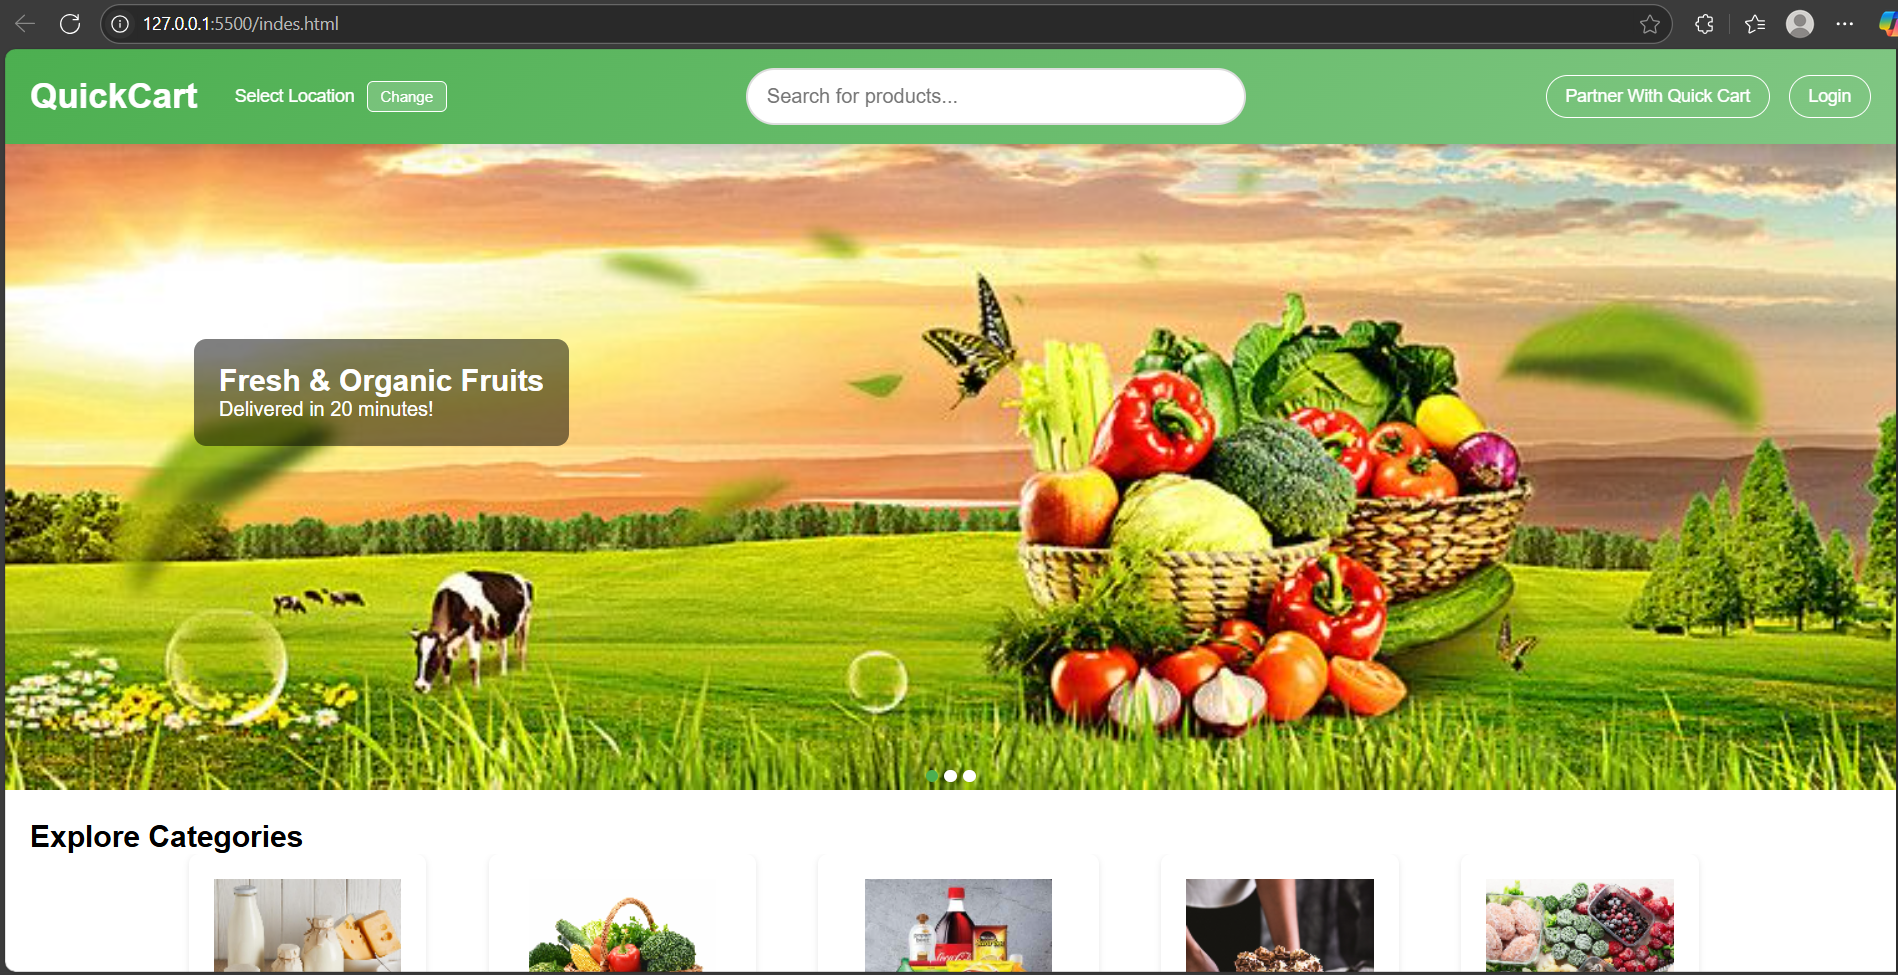 127.0.0.1:5500/indes.html
QuickCart
Select Location
Change
Search for products...
Partner With Quick Cart
Login
Fresh & Organic Fruits
Delivered in 20 minutes!
Explore Categories